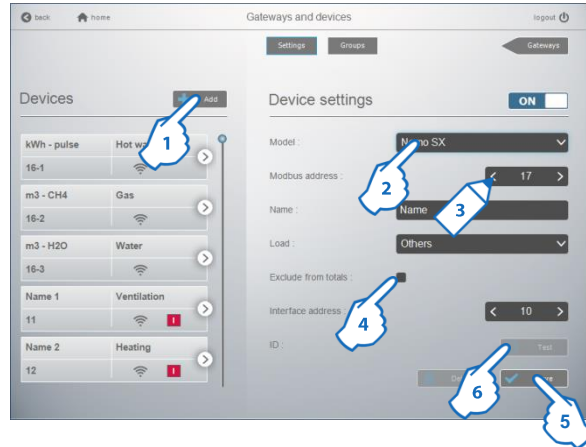 back home Gateways and devices logout
Settings Groups Gateways
Devices Add Device settings ON
kWh - pulse Hot
16-1
m3 - CH4 Gas
16-2
m3 - H2O Water
16-3
Name 1 Ventilation
11 I
Name 2 Heating
12 I
Model : SX
Modbus address : 17
Name : Name
Load : Others
Exclude from totals :
Interface address : 10
ID : Test
1
2
3
4
6
5